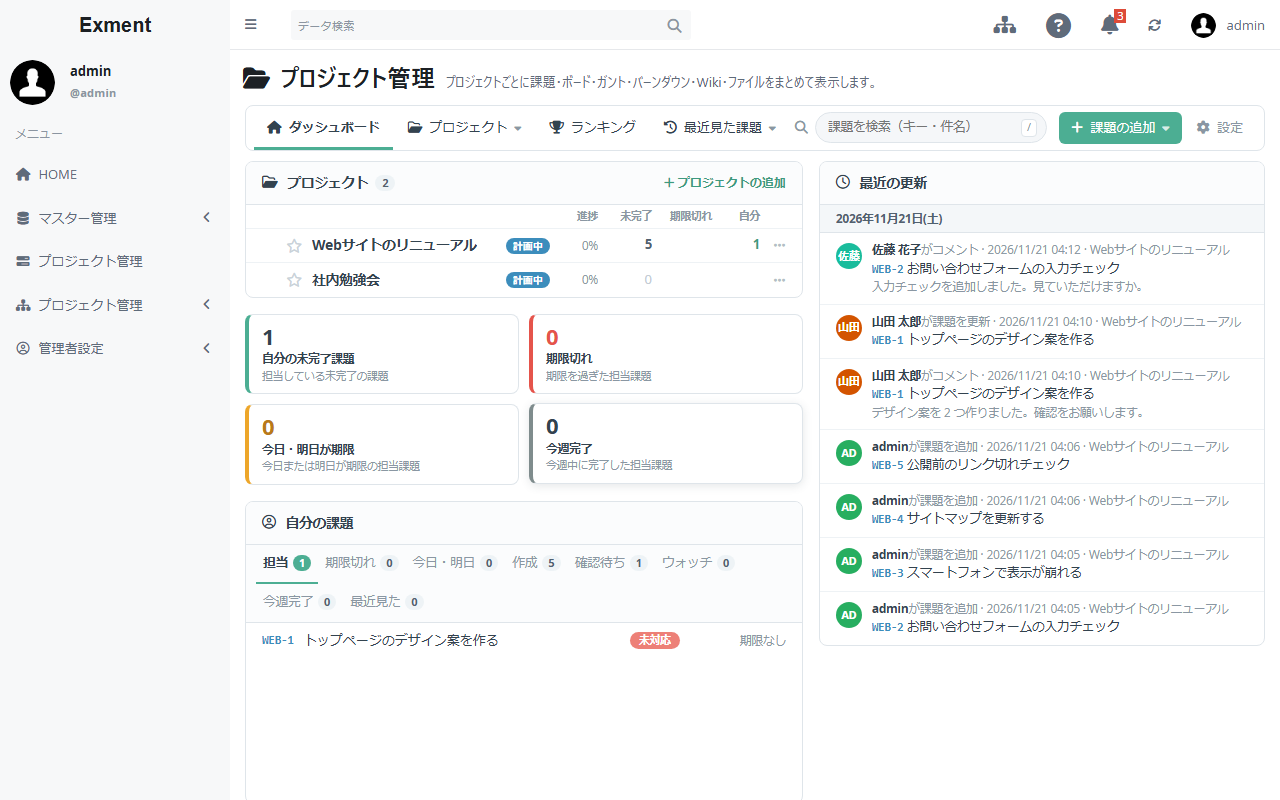 Exment
データ検索
3
admin
admin
@admin
メニュー
HOME
マスター管理
プロジェクト管理
プロジェクト管理
管理者設定
プロジェクト管理 プロジェクトごとに課題・ボード・ガント・バーンダウン・Wiki・ファイルをまとめて表示します。
ダッシュボード プロジェクト ランキング 最近見た課題 課題を検索（キー・件名） / + 課題の追加 設定
プロジェクト 2 +プロジェクトの追加
進捗 未完了 期限切れ 自分
Webサイトのリニューアル 計画中 0% 5 1
社内勉強会 計画中 0% 0
1
自分の未完了課題
担当している未完了の課題
0
期限切れ
期限を過ぎた担当課題
0
今日・明日が期限
今日または明日が期限の担当課題
0
今週完了
今週中に完了した担当課題
自分の課題
担当 1 期限切れ 0 今日・明日 0 作成 5 確認待ち 1 ウォッチ 0
今週完了 0 最近見た 0
WEB-1 トップページのデザイン案を作る 未対応 期限なし
最近の更新
2026年11月21日(土)
佐藤 佐藤 花子がコメント · 2026/11/21 04:12 · Webサイトのリニューアル
WEB-2 お問い合わせフォームの入力チェック
入力チェックを追加しました。見ていただけますか。
山田 山田 太郎が課題を更新 · 2026/11/21 04:10 · Webサイトのリニューアル
WEB-1 トップページのデザイン案を作る
山田 山田 太郎がコメント · 2026/11/21 04:10 · Webサイトのリニューアル
WEB-1 トップページのデザイン案を作る
デザイン案を 2 つ作りました。確認をお願いします。
AD adminが課題を追加 · 2026/11/21 04:06 · Webサイトのリニューアル
WEB-5 公開前のリンク切れチェック
AD adminが課題を追加 · 2026/11/21 04:06 · Webサイトのリニューアル
WEB-4 サイトマップを更新する
AD adminが課題を追加 · 2026/11/21 04:05 · Webサイトのリニューアル
WEB-3 スマートフォンで表示が崩れる
AD adminが課題を追加 · 2026/11/21 04:05 · Webサイトのリニューアル
WEB-2 お問い合わせフォームの入力チェック